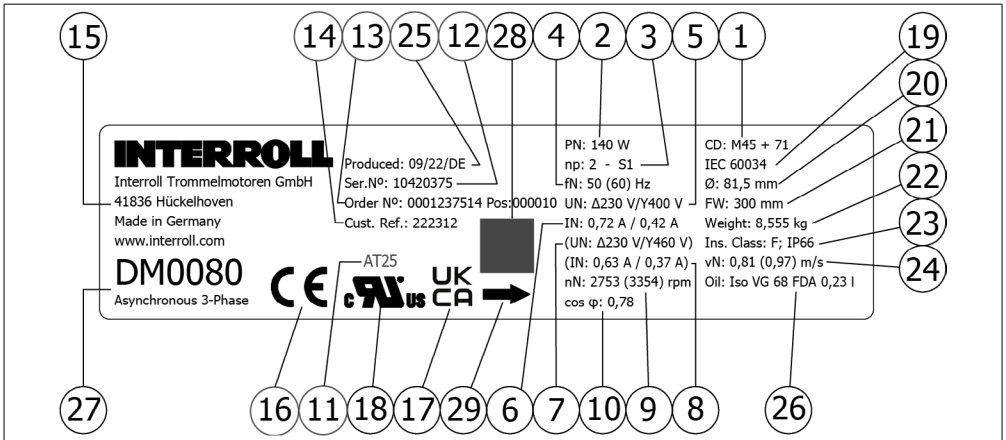 15 14 13 25 12 28 4 2 3 5 1 19
20
21
22
23
24
INTERROLL
Interroll Trommelmotoren GmbH
41836 Hückelhoven
Made in Germany
www.interroll.com
DM0080
Asynchronous 3-Phase
Produced: 09/22/DE
Ser.Nº: 10420375
Order Nº: 0001237514 Pos:000010
Cust. Ref.: 222312
AT25
CE
c RU US
UK
CA
PN: 140 W
np: 2 - S1
fN: 50 (60) Hz
UN: Δ230 V/Y400 V
IN: 0,72 A / 0,42 A
(UN: Δ230 V/Y460 V)
(IN: 0,63 A / 0,37 A)
nN: 2753 (3354) rpm
cos φ: 0,78
CD: M45 + 71
IEC 60034
Ø: 81,5 mm
FW: 300 mm
Weight: 8,555 kg
Ins. Class: F; IP66
vN: 0,81 (0,97) m/s
Oil: Iso VG 68 FDA 0,23 l
27 16 11 18 17 29 6 7 10 9 8 26